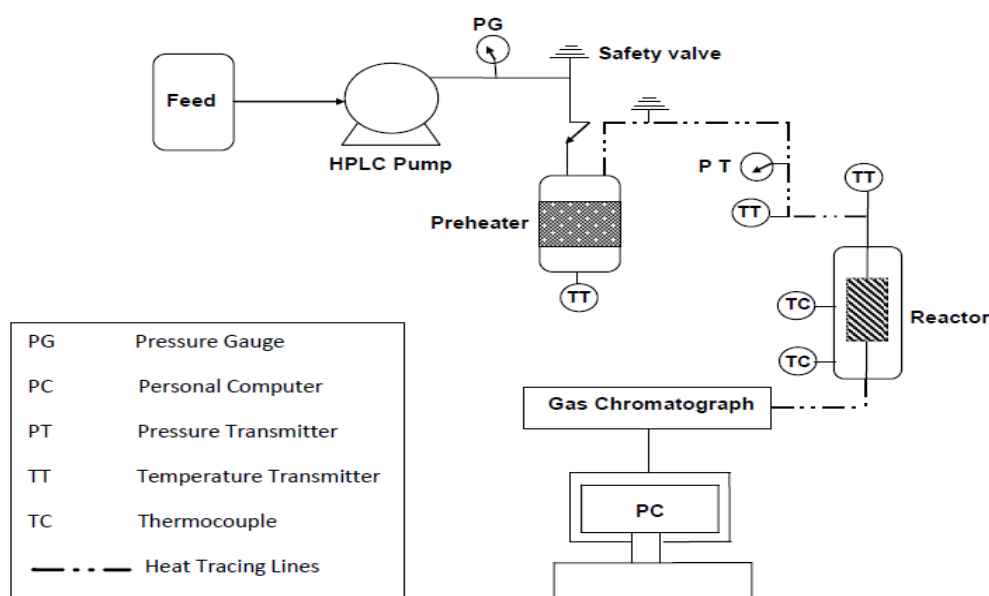 PG
Safety valve
Feed
HPLC Pump
P T
TT
TT
Preheater
TT
TC
Reactor
TC
Gas Chromatograph
PC
PG Pressure Gauge
PC Personal Computer
PT Pressure Transmitter
TT Temperature Transmitter
TC Thermocouple
Heat Tracing Lines